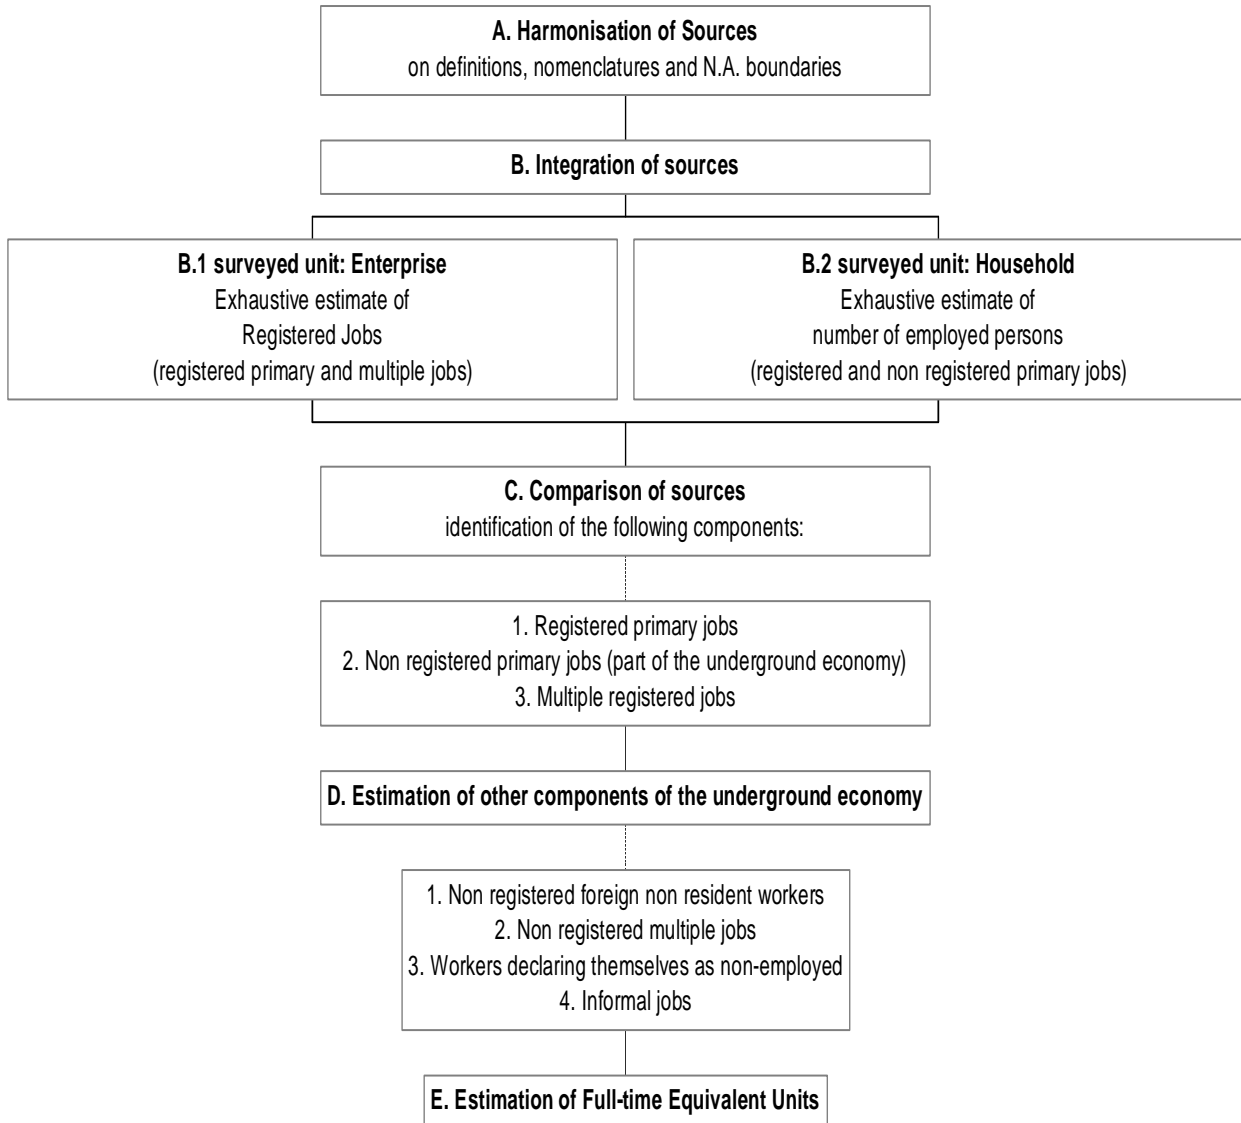 A. Harmonisation of Sources
on definitions, nomenclatures and N.A. boundaries
B. Integration of sources
B.1 surveyed unit: Enterprise
Exhaustive estimate of
Registered Jobs
(registered primary and multiple jobs)
B.2 surveyed unit: Household
Exhaustive estimate of
number of employed persons
(registered and non registered primary jobs)
C. Comparison of sources
identification of the following components:
1. Registered primary jobs
2. Non registered primary jobs (part of the underground economy)
3. Multiple registered jobs
D. Estimation of other components of the underground economy
1. Non registered foreign non resident workers
2. Non registered multiple jobs
3. Workers declaring themselves as non-employed
4. Informal jobs
E. Estimation of Full-time Equivalent Units